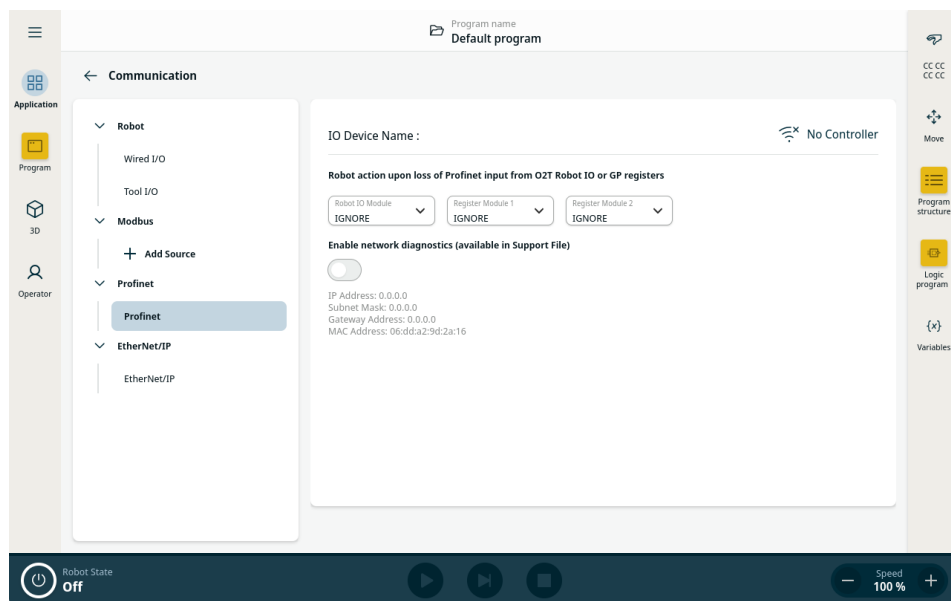 Program name
Default program
Communication
Application
Program
3D
Operator
Robot
Wired I/O
Tool I/O
Modbus
Add Source
Profinet
Profinet
EtherNet/IP
EtherNet/IP
IO Device Name :
No Controller
Robot action upon loss of Profinet input from O2T Robot IO or GP registers
Robot IO Module
IGNORE
Register Module 1
IGNORE
Register Module 2
IGNORE
Enable network diagnostics (available in Support File)
IP Address: 0.0.0.0
Subnet Mask: 0.0.0.0
Gateway Address: 0.0.0.0
MAC Address: 06:dd:a2:9d:2a:16
CC CC
CC CC
Move
Program
structure
Logic
program
{x}
Variables
Robot State
Off
Speed
100 %